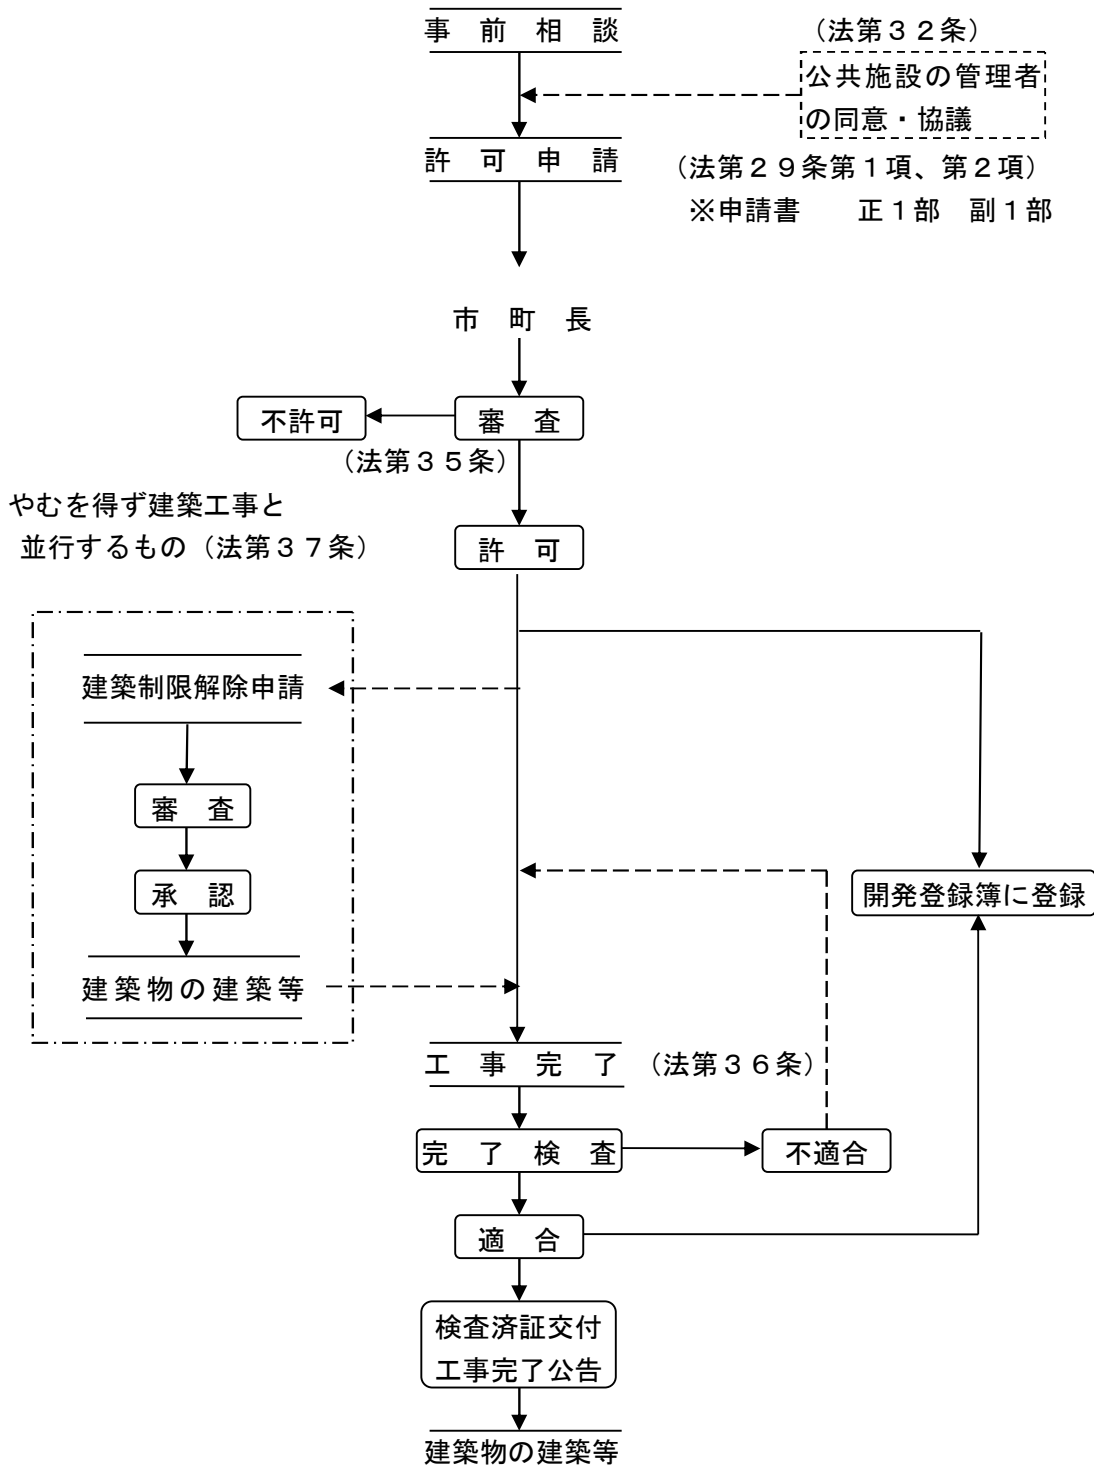 事　前　相　談
（法第３２条）
公共施設の管理者
の同意・協議
許　可　申　請
（法第２９条第１項、第２項）
※申請書　　正１部　副１部
市　町　長
不許可
審　査
（法第３５条）
やむを得ず建築工事と
並行するもの（法第３７条）
許　可
建築制限解除申請
審　査
承　認
開発登録簿に登録
建築物の建築等
工　事　完　了
（法第３６条）
完　了　検　査
不適合
適　合
検査済証交付
工事完了公告
建築物の建築等